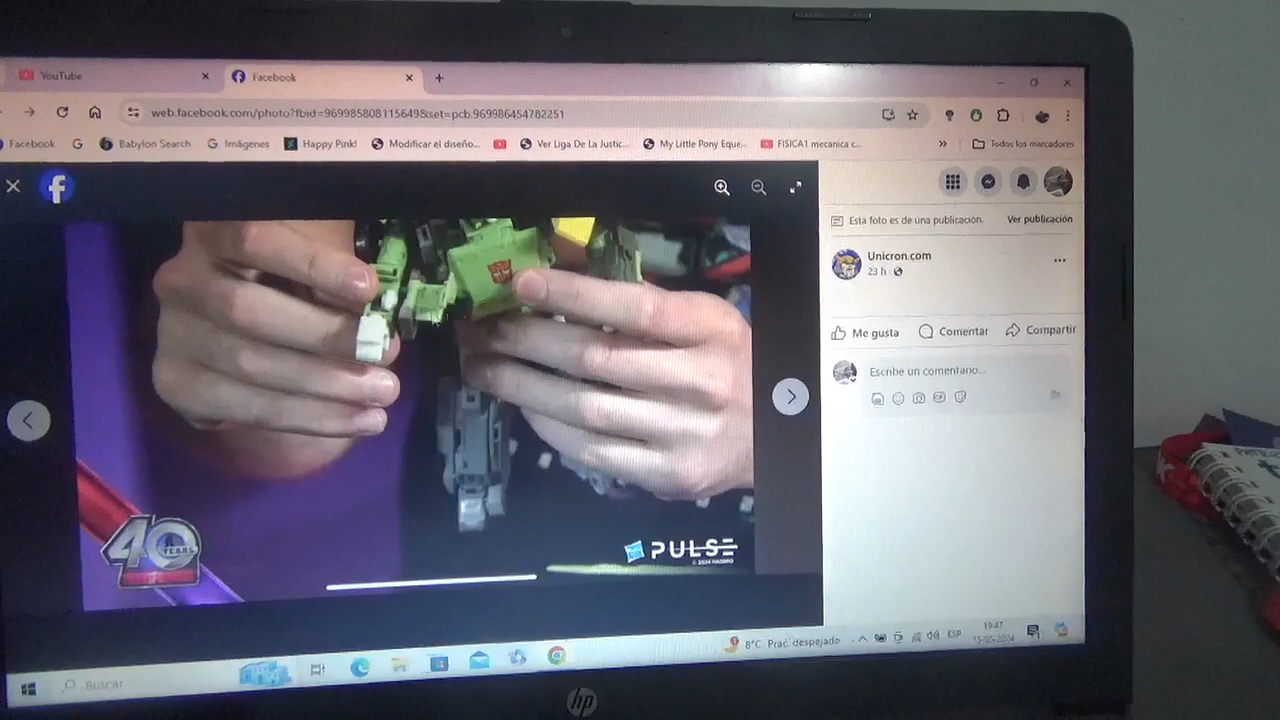 YouTube
Facebook
web.facebook.com/photo?fbid=969985808115649&set=pcb.969986454782251
Facebook
Babylon Search
Imágenes
Happy Pink!
Modificar el diseño...
Ver Liga De La Justic...
My Little Pony Eque...
FISICA1 mecanica c...
Todos los marcadores
Esta foto es de una publicación.
Ver publicación
Unicron.com
23 h
Me gusta
Comentar
Compartir
Escribe un comentario...
40
YEARS
PULSE
© 2024 HASBRO
Buscar
8°C Prac. despejado
ESP
19:47
hp